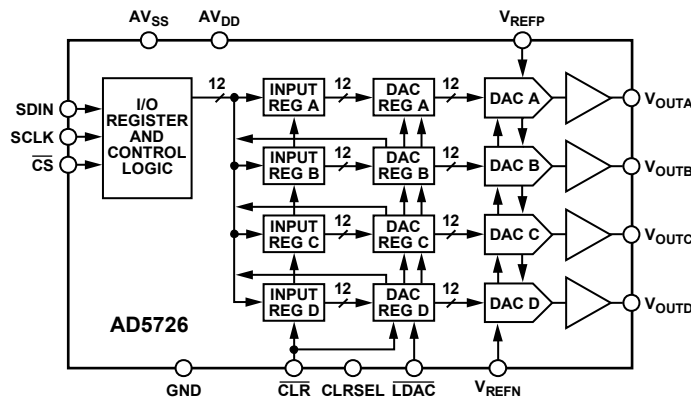 AVSS
AVDD
VREFP
SDIN
SCLK
CS
I/O
REGISTER
AND
CONTROL
LOGIC
12
INPUT
REG A
12
DAC
REG A
12
DAC A
VOUTA
INPUT
REG B
12
DAC
REG B
12
DAC B
VOUTB
INPUT
REG C
12
DAC
REG C
12
DAC C
VOUTC
INPUT
REG D
12
DAC
REG D
12
DAC D
VOUTD
AD5726
GND
CLR
CLRSEL
LDAC
VREFN